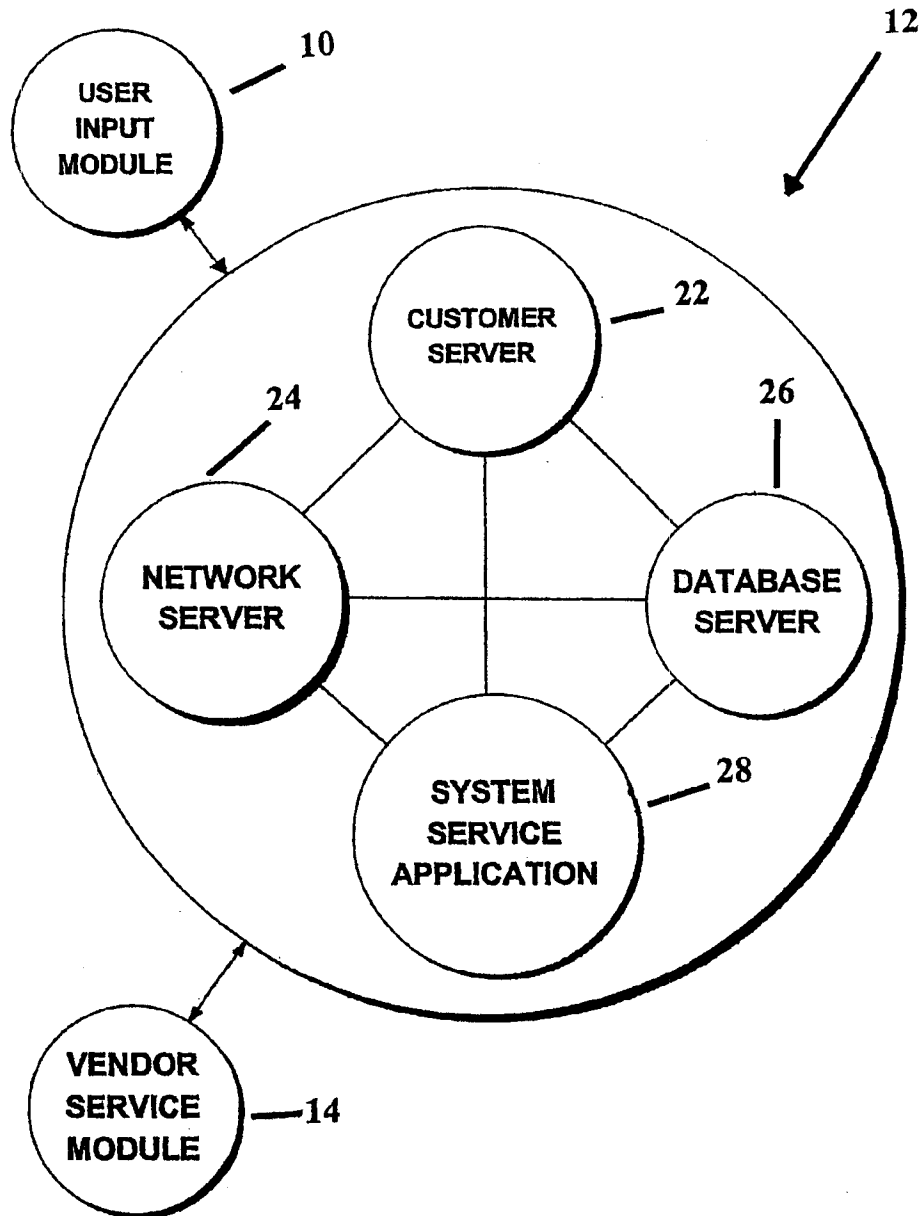 12
10
USER
INPUT
MODULE
CUSTOMER
SERVER
22
24
26
NETWORK
SERVER
DATABASE
SERVER
SYSTEM
SERVICE
APPLICATION
28
VENDOR
SERVICE
MODULE
14